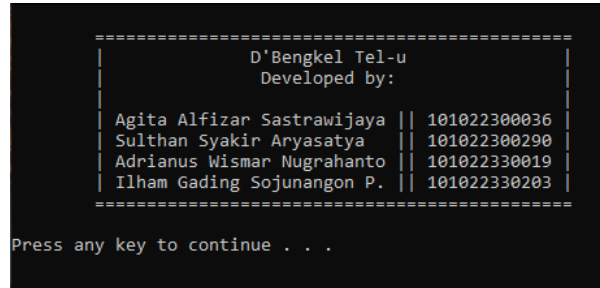 ==============================================
| D'Bengkel Tel-u |
| Developed by: |
| |
| Agita Alfizar Sastrawijaya || 101022300036 |
| Sulthan Syakir Aryasatya || 101022300290 |
| Adrianus Wismar Nugrahanto || 101022330019 |
| Ilham Gading Sojunangon P. || 101022330203 |
==============================================
Press any key to continue . . .